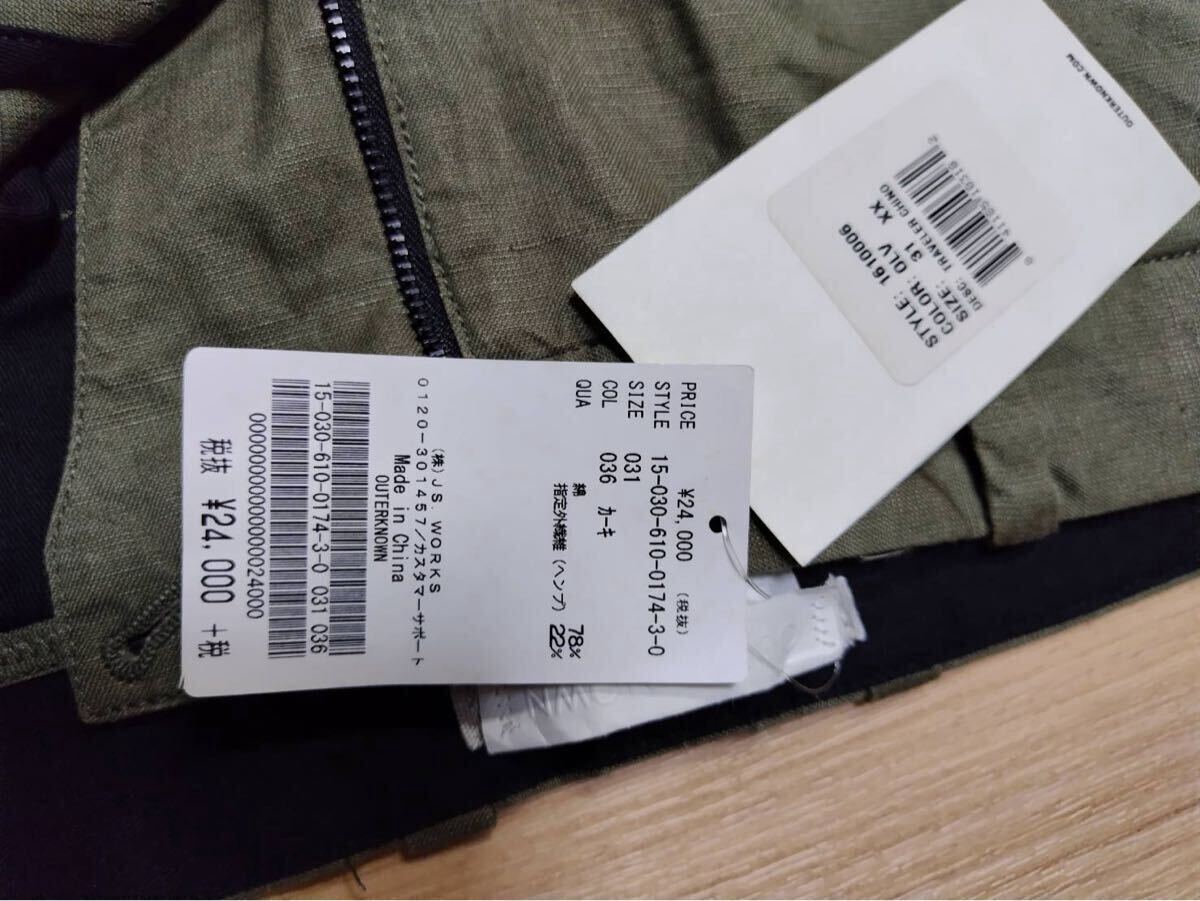 PRICE ¥24,000 (税抜)
STYLE 15-030-610-0174-3-0
SIZE 031
COL 036 カーキ
QUA 綿 78%
指定外繊維(ヘンプ) 22%
(株)JS.WORKS
0120-301457/カスタマーサポート
Made in China
OUTERKNOWN
15-030-610-0174-3-0 031 036
税抜 ¥24,000 +税
OUTERKNOWN.COM
STYLE: 1610006
COLOR: OLV
SIZE: 31 XX
DESC: TRAVELER CHINO